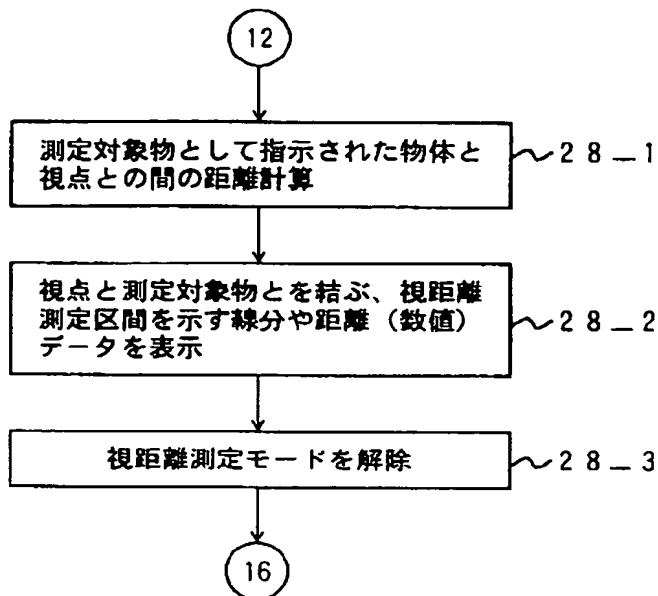 12
測定対象物として指示された物体と
視点との間の距離計算
28_1
視点と測定対象物とを結ぶ、視距離
測定区間を示す線分や距離（数値）
データを表示
28_2
視距離測定モードを解除
28_3
16